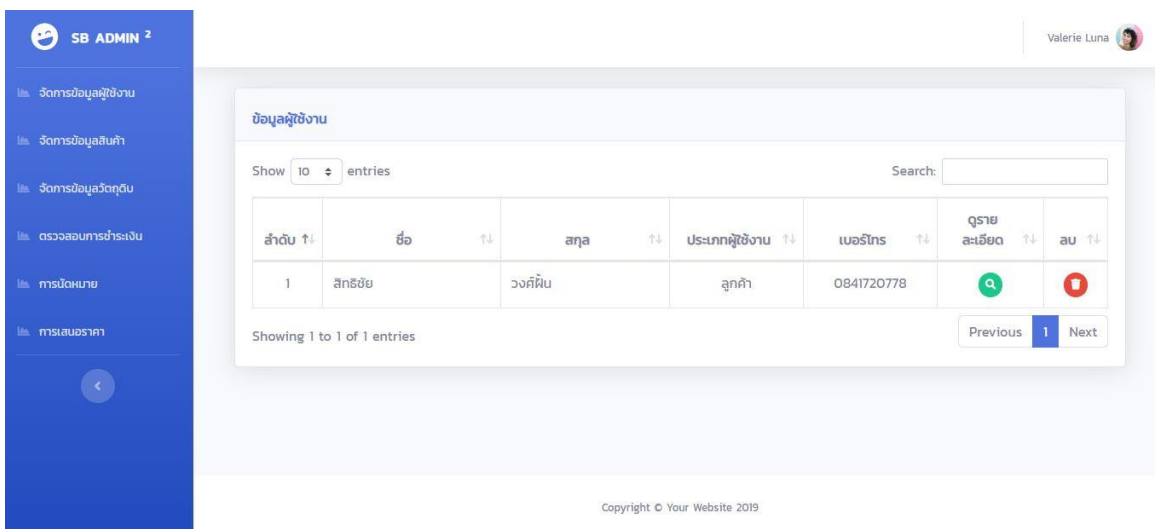 SB ADMIN 2
Valerie Luna
จัดการข้อมูลผู้ใช้งาน
จัดการข้อมูลสินค้า
จัดการข้อมูลวัตถุดิบ
ตรวจสอบการชำระเงิน
การนัดหมาย
การเสนอราคา
ข้อมูลผู้ใช้งาน
Show 10 entries
Search:
ลำดับ ชื่อ สกุล ประเภทผู้ใช้งาน เบอร์โทร ดูราย
ละเอียด ลบ
1 สิทธิชัย วงศ์ฝั้น ลูกค้า 0841720778
Showing 1 to 1 of 1 entries
Previous 1 Next
Copyright © Your Website 2019